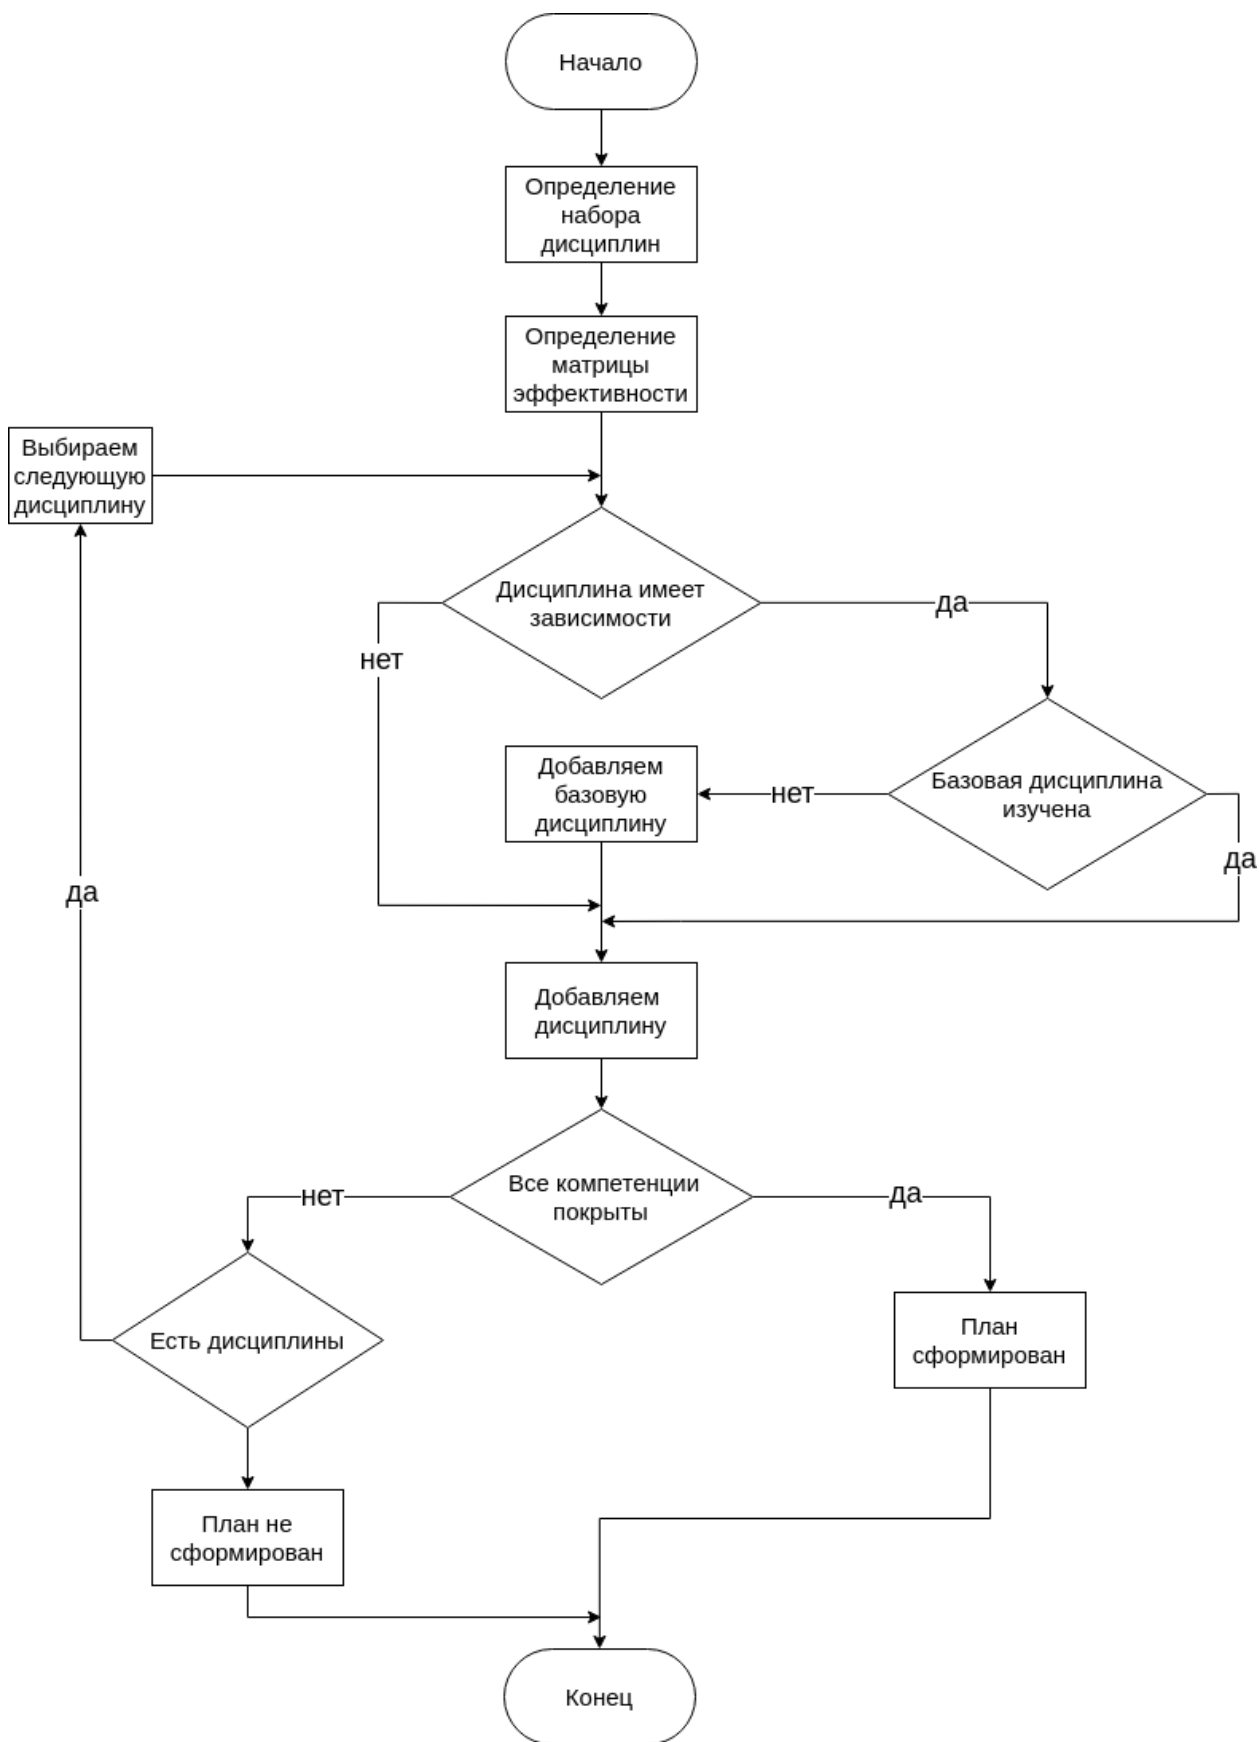 Начало
Определение
набора
дисциплин
Определение
матрицы
эффективности
Выбираем
следующую
дисциплину
Дисциплина имеет
зависимости
да
нет
Добавляем
базовую
дисциплину
нет
Базовая дисциплина
изучена
да
да
Добавляем
дисциплину
Все компетенции
покрыты
нет
да
Есть дисциплины
План
сформирован
План не
сформирован
Конец